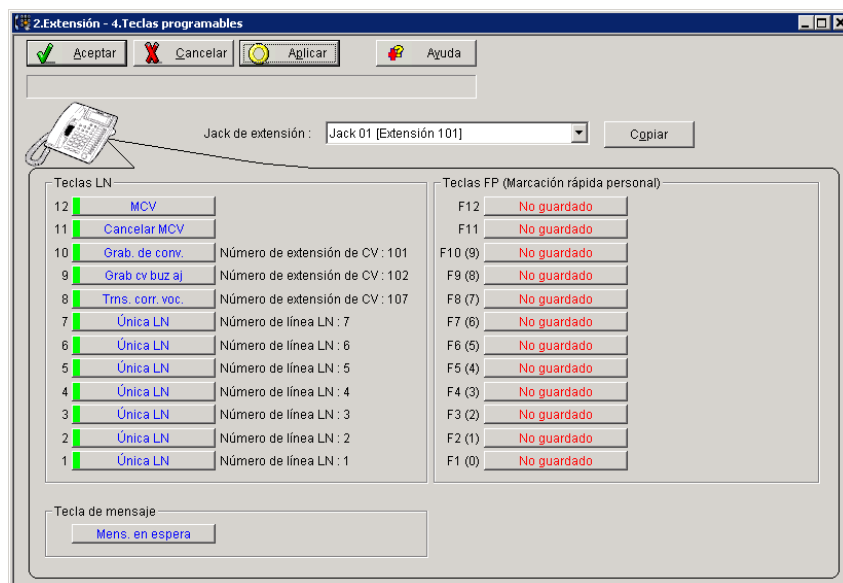 2.Extensión - 4.Teclas programables
Aceptar Cancelar Aplicar Ayuda
Jack de extensión : Jack 01 [Extensión 101] Copiar
Teclas LN
12 MCV
11 Cancelar MCV
10 Grab. de conv. Número de extensión de CV : 101
9 Grab cv buz aj Número de extensión de CV : 102
8 Trns. corr. voc. Número de extensión de CV : 107
7 Única LN Número de línea LN : 7
6 Única LN Número de línea LN : 6
5 Única LN Número de línea LN : 5
4 Única LN Número de línea LN : 4
3 Única LN Número de línea LN : 3
2 Única LN Número de línea LN : 2
1 Única LN Número de línea LN : 1
Teclas FP (Marcación rápida personal)
F12 No guardado
F11 No guardado
F10 (9) No guardado
F9 (8) No guardado
F8 (7) No guardado
F7 (6) No guardado
F6 (5) No guardado
F5 (4) No guardado
F4 (3) No guardado
F3 (2) No guardado
F2 (1) No guardado
F1 (0) No guardado
Tecla de mensaje
Mens. en espera